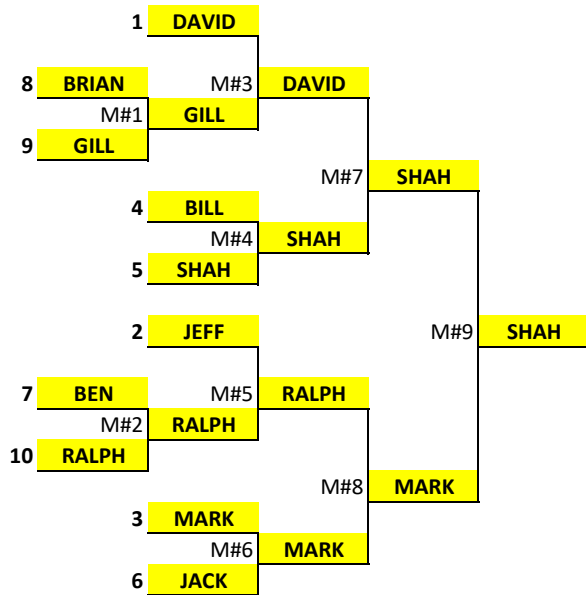 1 DAVID
8 BRIAN M#3 DAVID
M#1 GILL
9 GILL
M#7 SHAH
4 BILL
M#4 SHAH
5 SHAH
2 JEFF M#9 SHAH
7 BEN M#5 RALPH
M#2 RALPH
10 RALPH
M#8 MARK
3 MARK
M#6 MARK
6 JACK